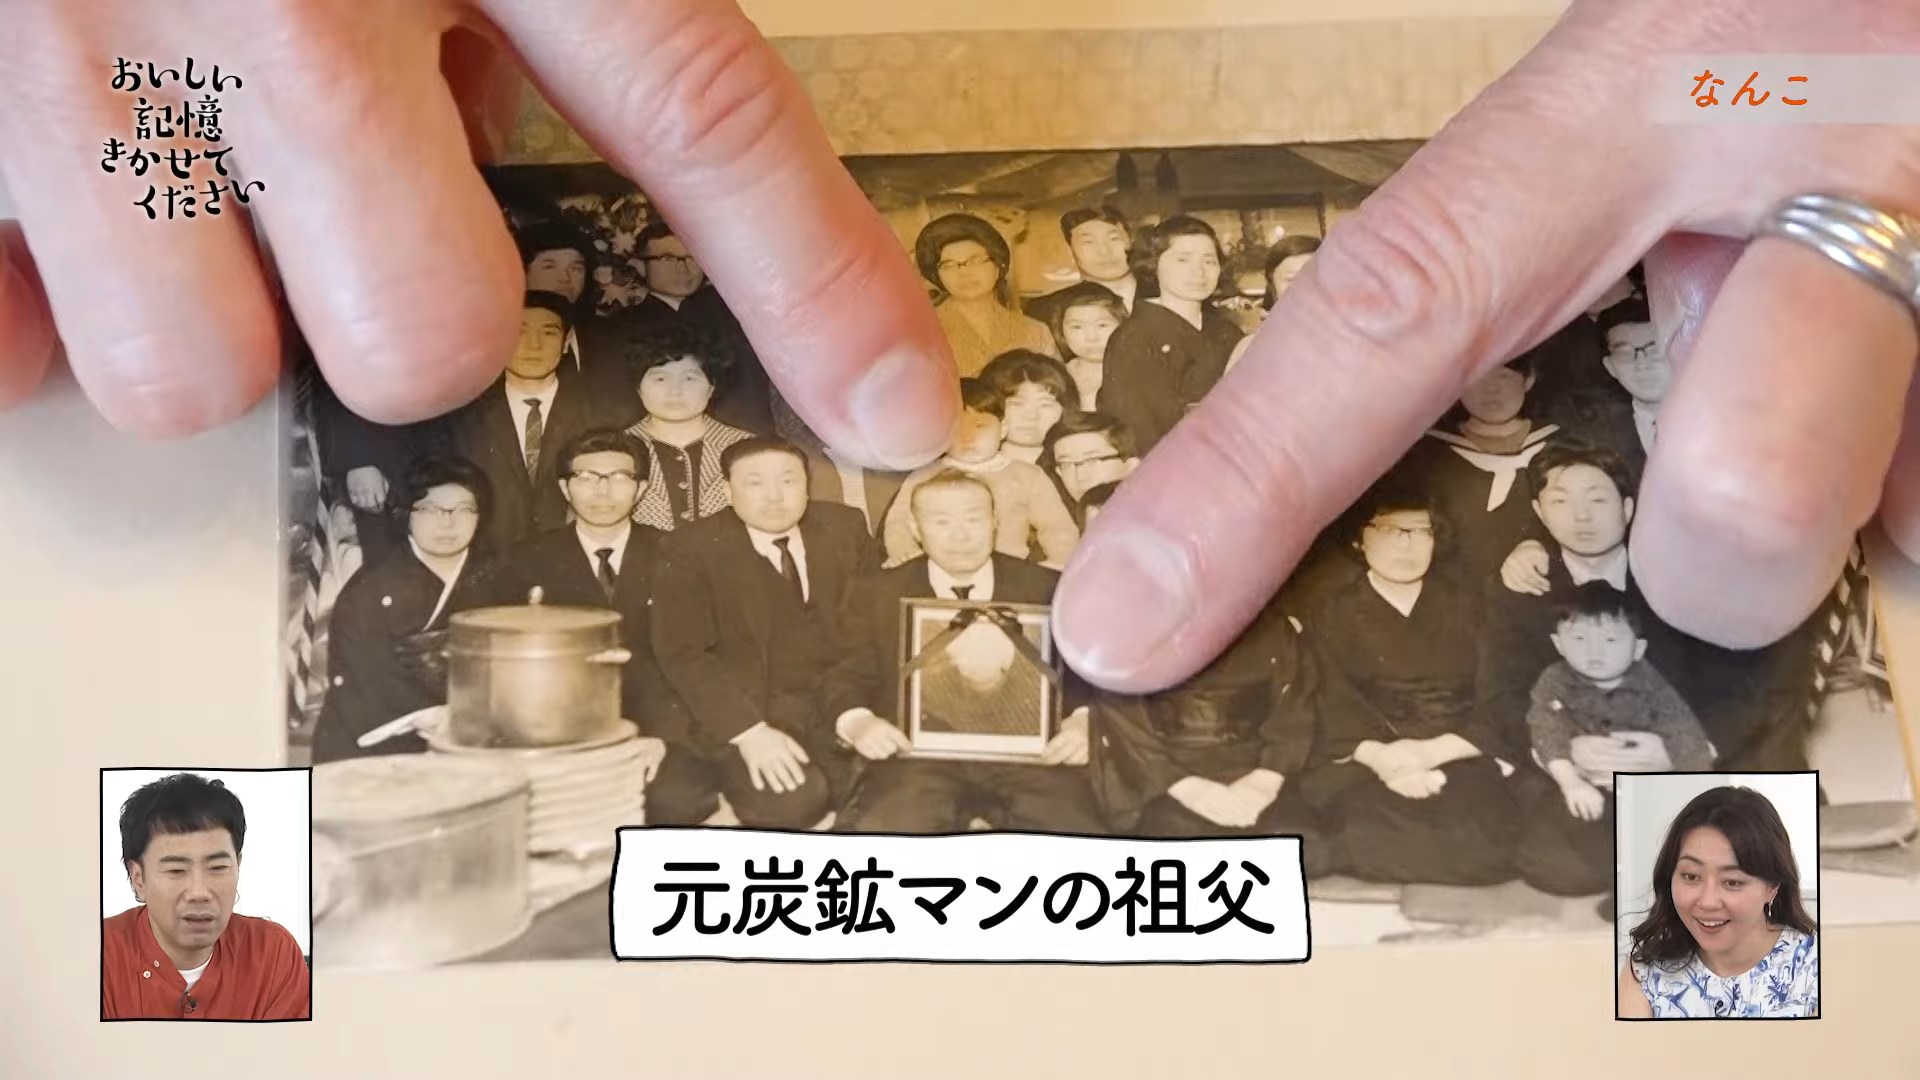 おいしい
記憶
きかせて
ください
なんこ
元炭鉱マンの祖父